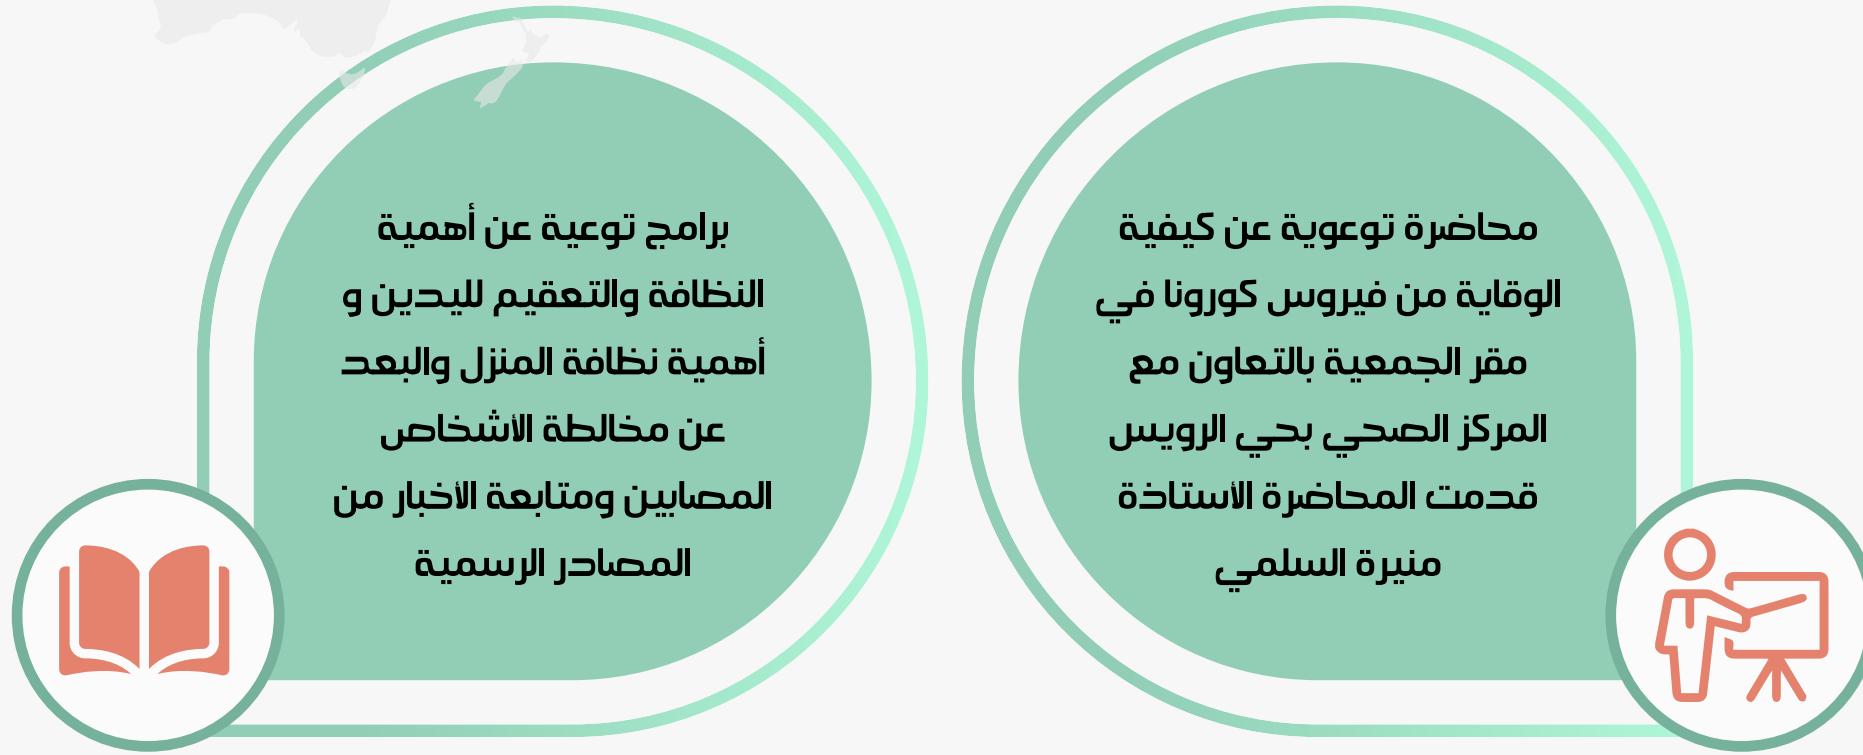 محاضرة توعوية عن كيفية
الوقاية من فيروس كورونا في
مقر الجمعية بالتعاون مع
المركز الصحي بحي الرويس
قدمت المحاضرة الأستاذة
منيرة السلمي
برامج توعية عن أهمية
النظافة والتعقيم لليدين و
أهمية نظافة المنزل والبعد
عن مخالطة الأشخاص
المصابين ومتابعة الأخبار من
المصادر الرسمية